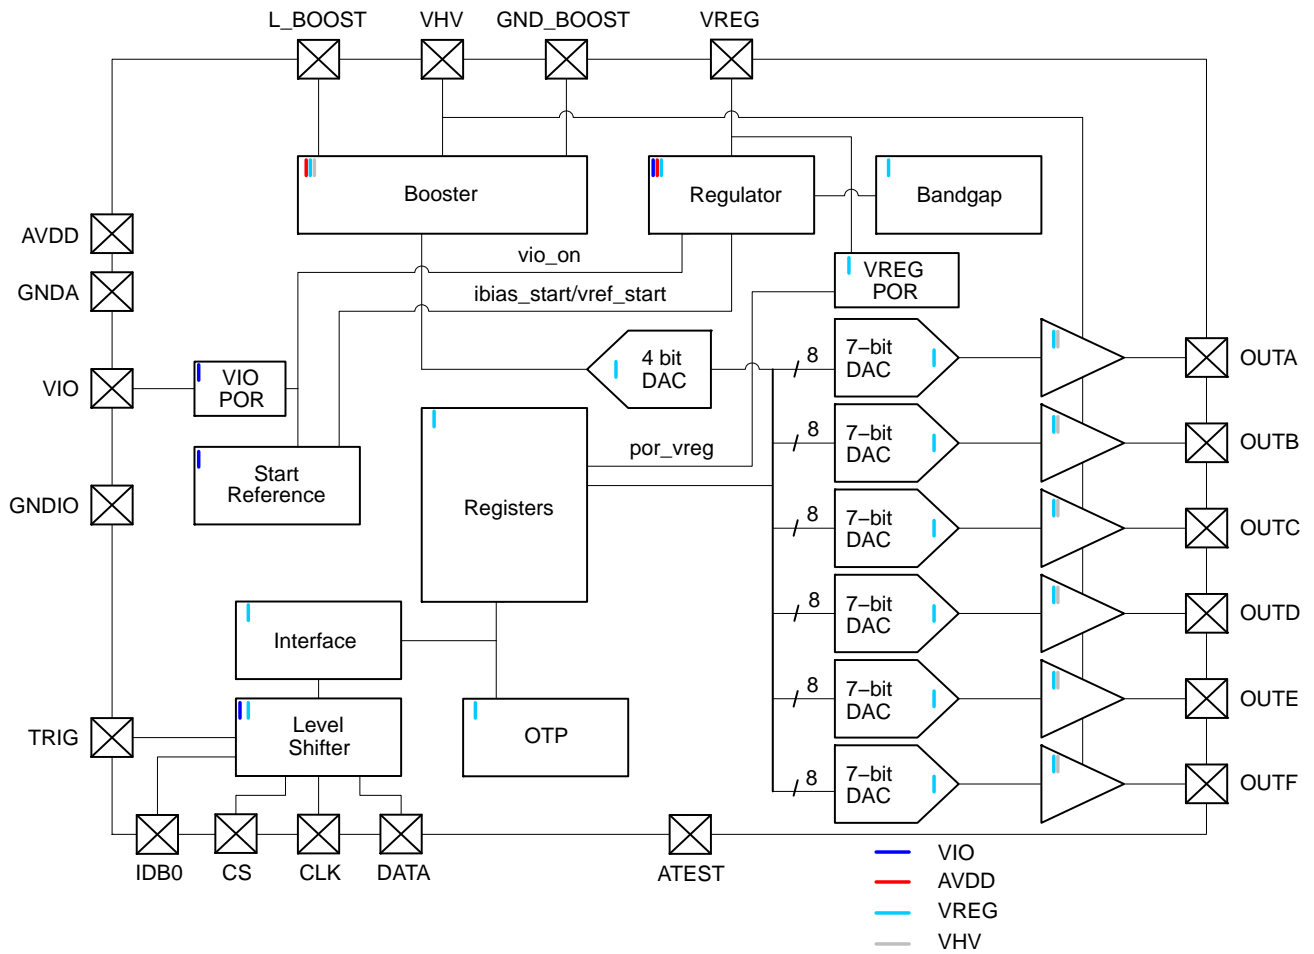 L_BOOST VHV GND_BOOST VREG
Booster
Regulator
Bandgap
AVDD
GNDA
vio_on
ibias_start/vref_start
VREG
POR
VIO
VIO
POR
4 bit
DAC
8
7–bit
DAC
OUTA
Start
Reference
Registers
por_vreg
8
7–bit
DAC
OUTB
GNDIO
8
7–bit
DAC
OUTC
Interface
8
7–bit
DAC
OUTD
TRIG
Level
Shifter
OTP
8
7–bit
DAC
OUTE
8
7–bit
DAC
OUTF
IDB0 CS CLK DATA ATEST
VIO
AVDD
VREG
VHV